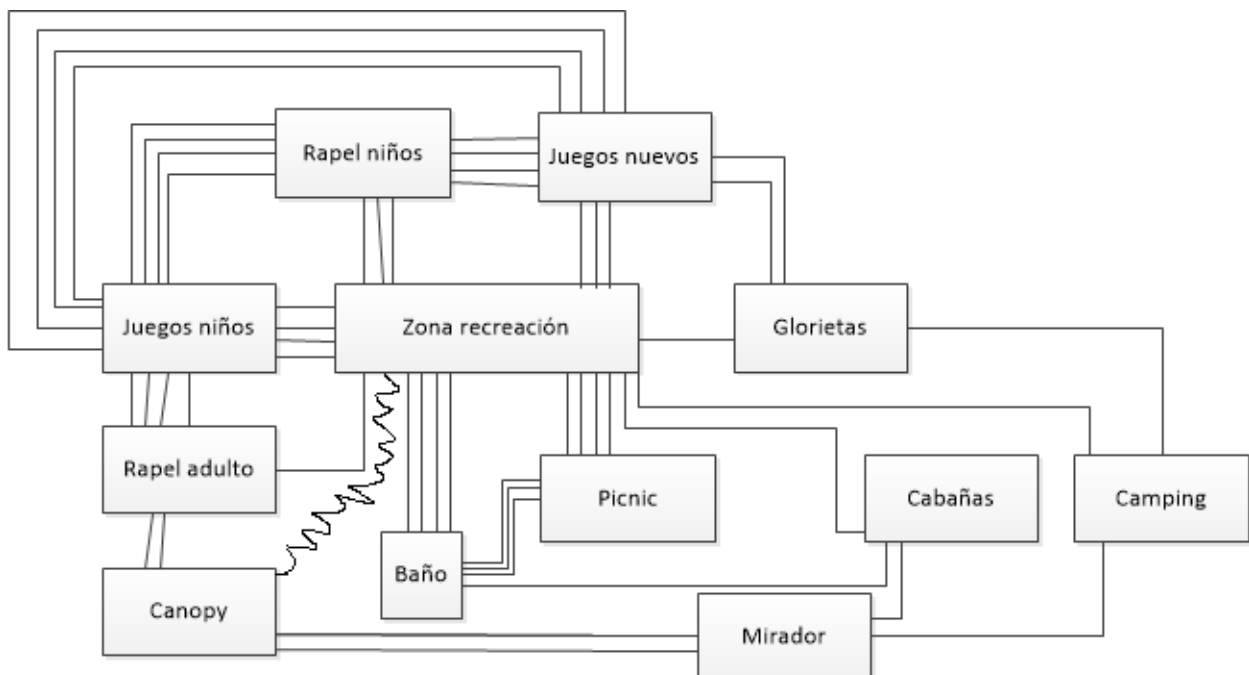 Rapel niños
Juegos nuevos
Juegos niños
Zona recreación
Glorietas
Rapel adulto
Picnic
Cabañas
Camping
Baño
Canopy
Mirador